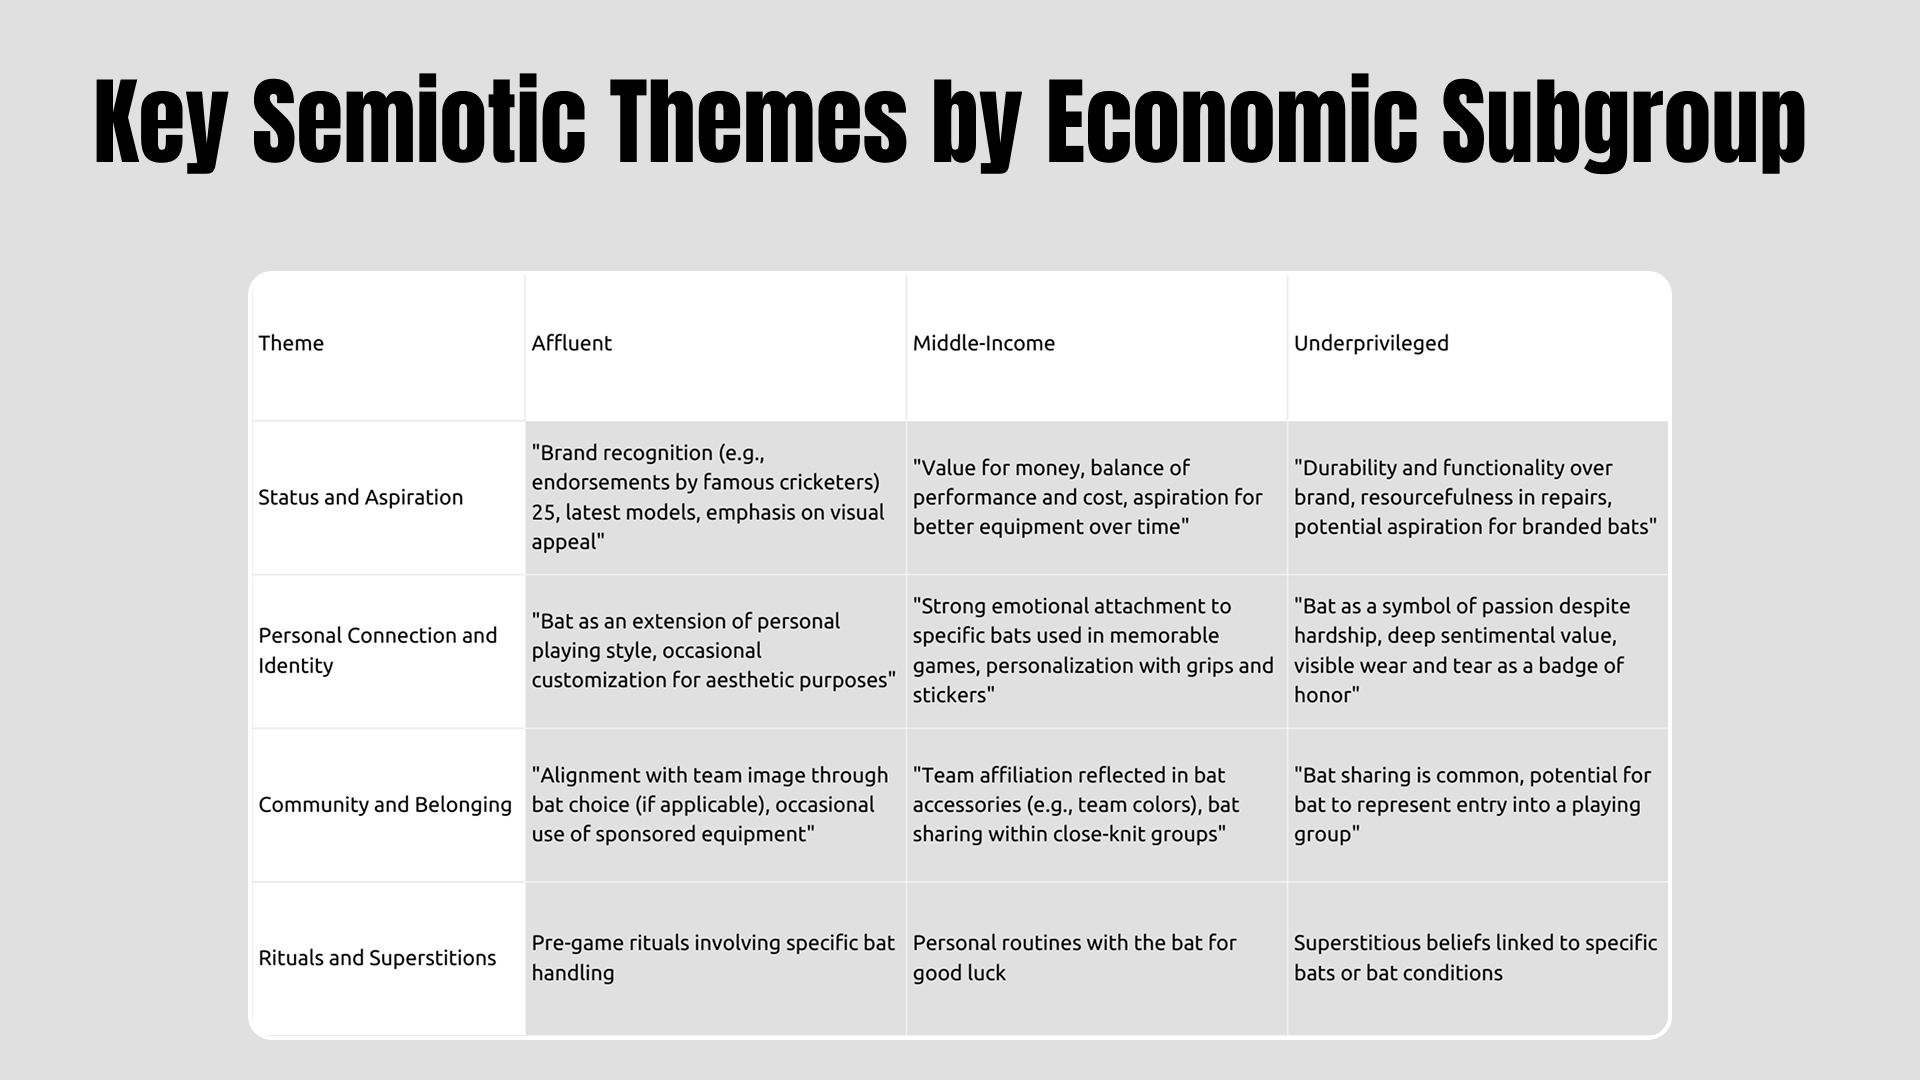 Key Semiotic Themes by Economic Subgroup
Theme
Affluent
Middle-Income
Underprivileged
Status and Aspiration
"Brand recognition (e.g.,
endorsements by famous cricketers)
25, latest models, emphasis on visual
appeal"
"Value for money, balance of
performance and cost, aspiration for
better equipment over time"
"Durability and functionality over
brand, resourcefulness in repairs,
potential aspiration for branded bats"
Personal Connection and
Identity
"Bat as an extension of personal
playing style, occasional
customization for aesthetic purposes"
"Strong emotional attachment to
specific bats used in memorable
games, personalization with grips and
stickers"
"Bat as a symbol of passion despite
hardship, deep sentimental value,
visible wear and tear as a badge of
honor"
Community and Belonging
"Alignment with team image through
bat choice (if applicable), occasional
use of sponsored equipment"
"Team affiliation reflected in bat
accessories (e.g., team colors), bat
sharing within close-knit groups"
"Bat sharing is common, potential for
bat to represent entry into a playing
group"
Rituals and Superstitions
Pre-game rituals involving specific bat
handling
Personal routines with the bat for
good luck
Superstitious beliefs linked to specific
bats or bat conditions